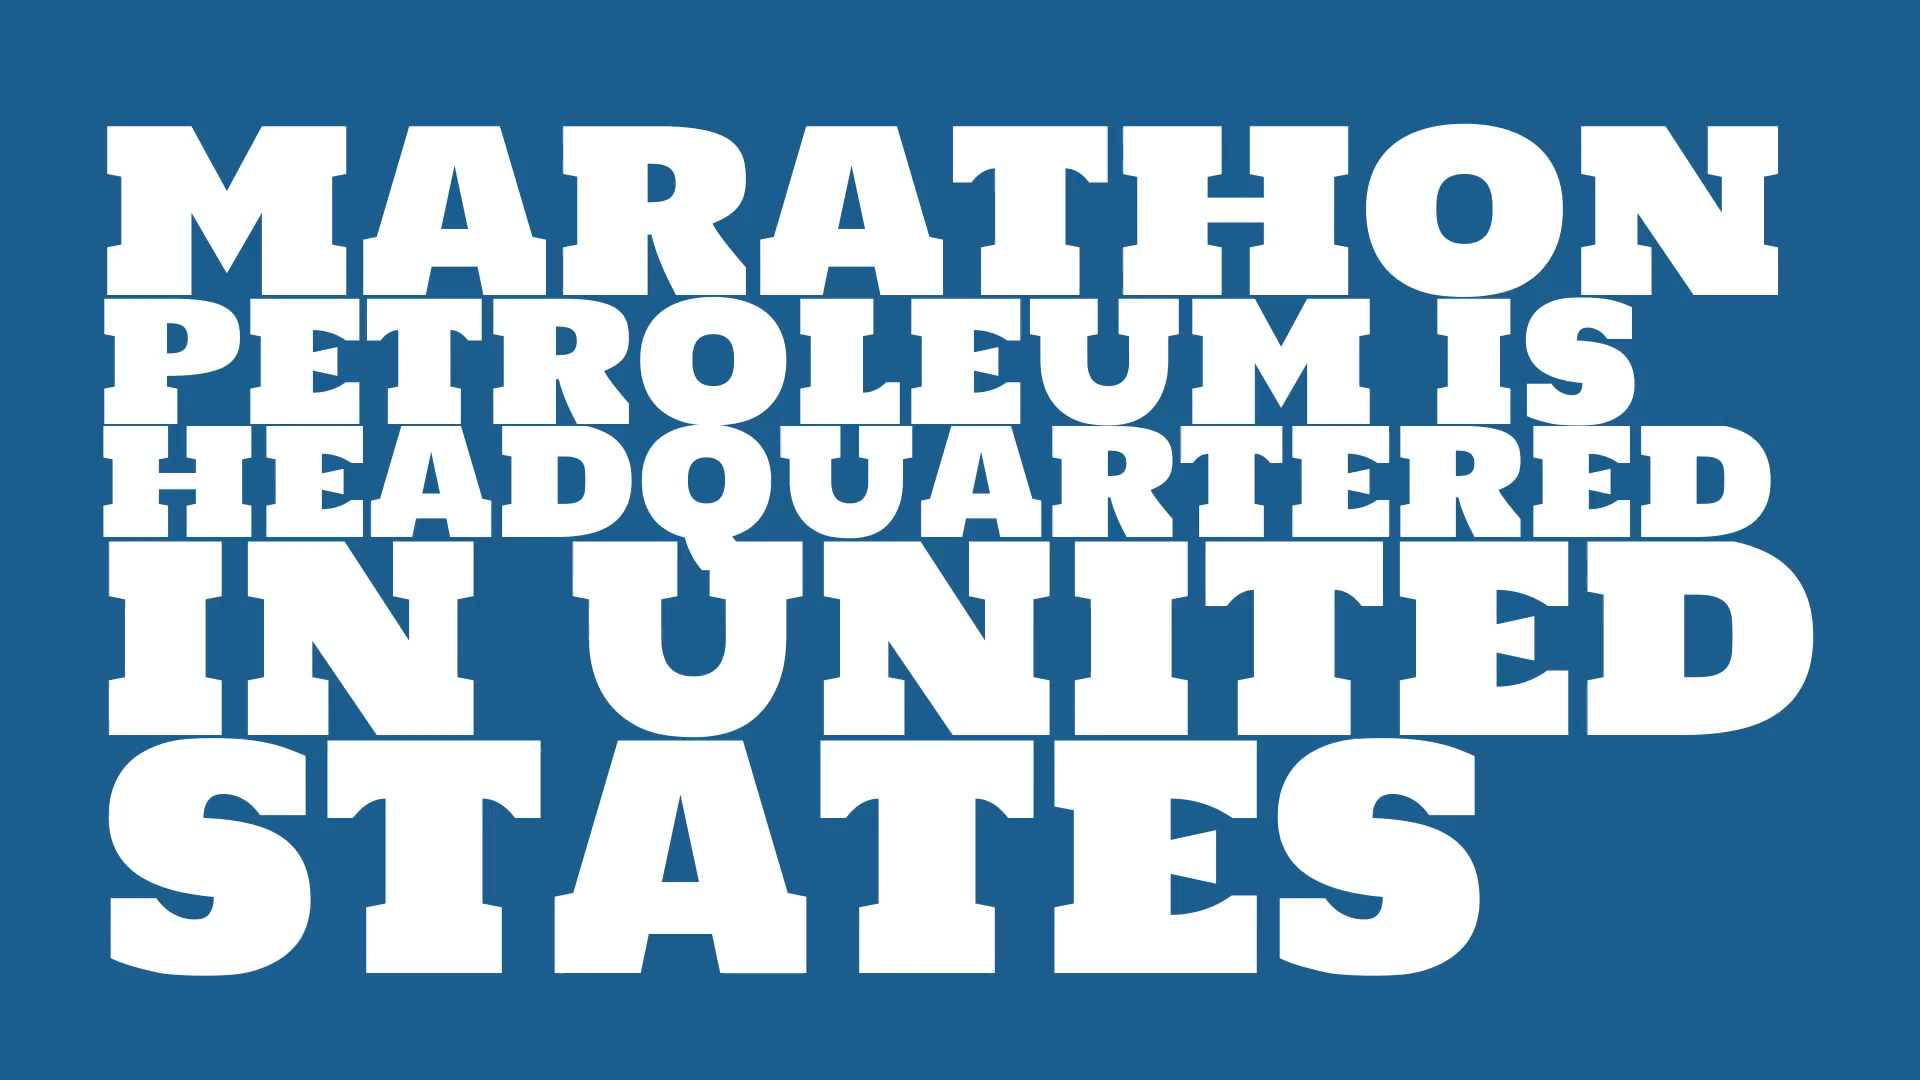 MARATHON
PETROLEUM IS
HEADQUARTERED
IN UNITED
STATES